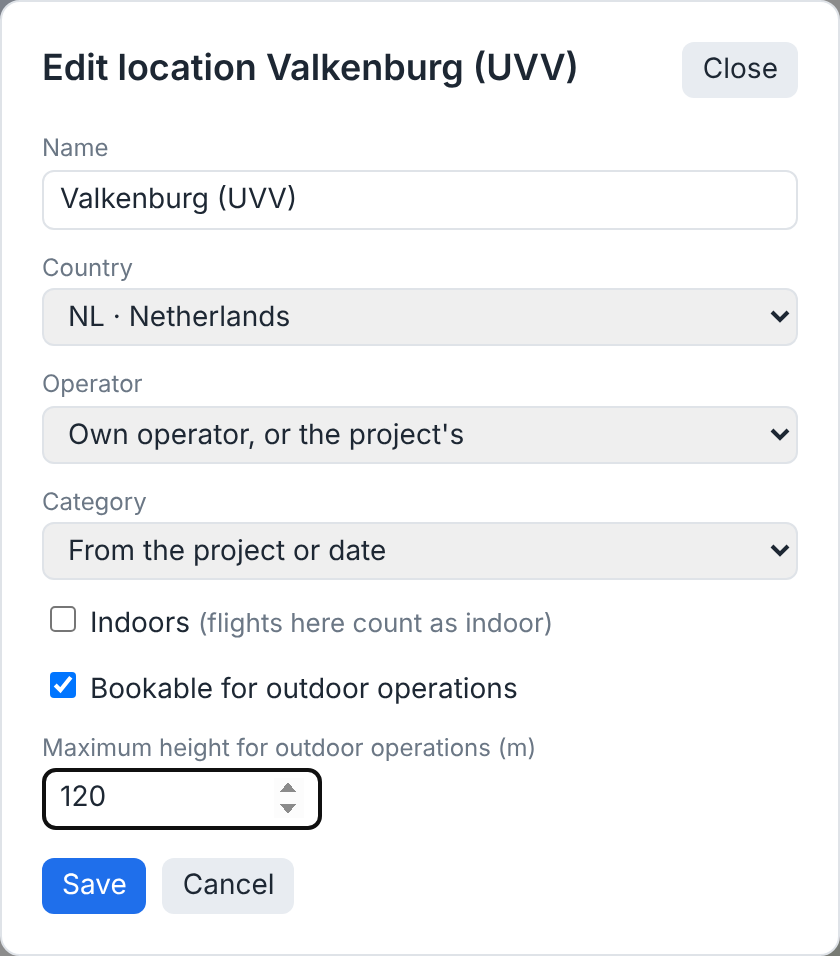 Edit location Valkenburg (UVV)
Close
Name
Valkenburg (UVV)
Country
NL · Netherlands
Operator
Own operator, or the project's
Category
From the project or date
Indoors (flights here count as indoor)
Bookable for outdoor operations
Maximum height for outdoor operations (m)
120
Save
Cancel